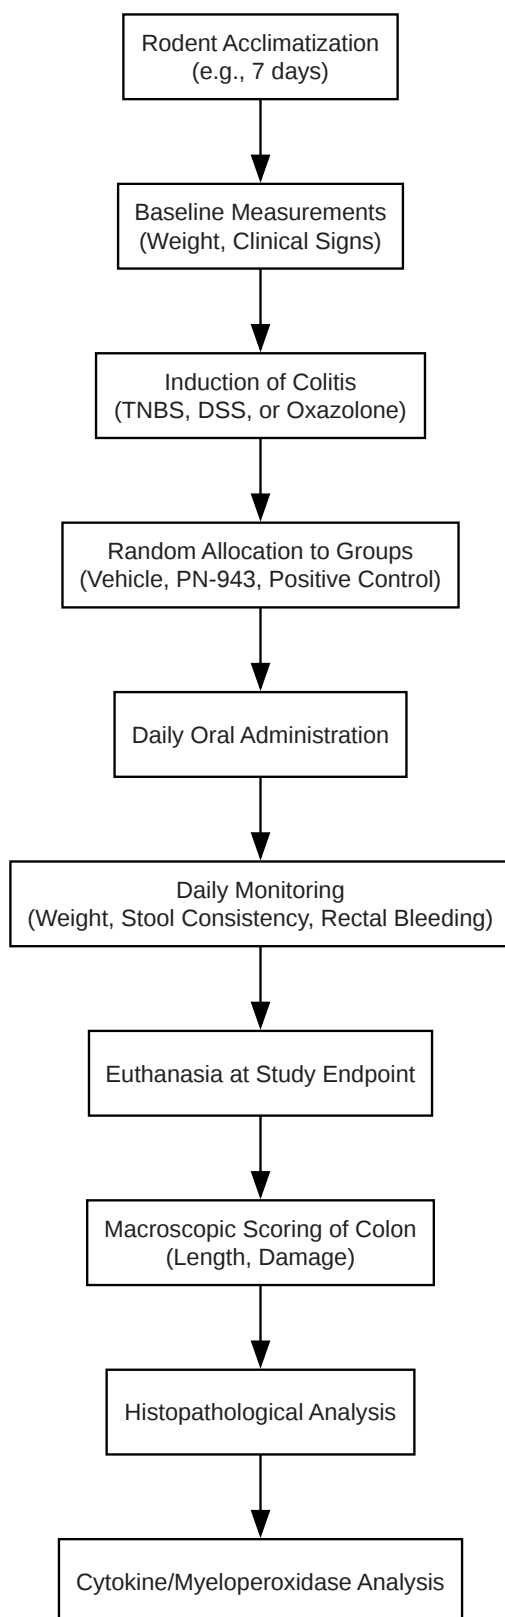 Rodent Acclimatization
(e.g., 7 days)
Baseline Measurements
(Weight, Clinical Signs)
Induction of Colitis
(TNBS, DSS, or Oxazolone)
Random Allocation to Groups
(Vehicle, PN-943, Positive Control)
Daily Oral Administration
Daily Monitoring
(Weight, Stool Consistency, Rectal Bleeding)
Euthanasia at Study Endpoint
Macroscopic Scoring of Colon
(Length, Damage)
Histopathological Analysis
Cytokine/Myeloperoxidase Analysis